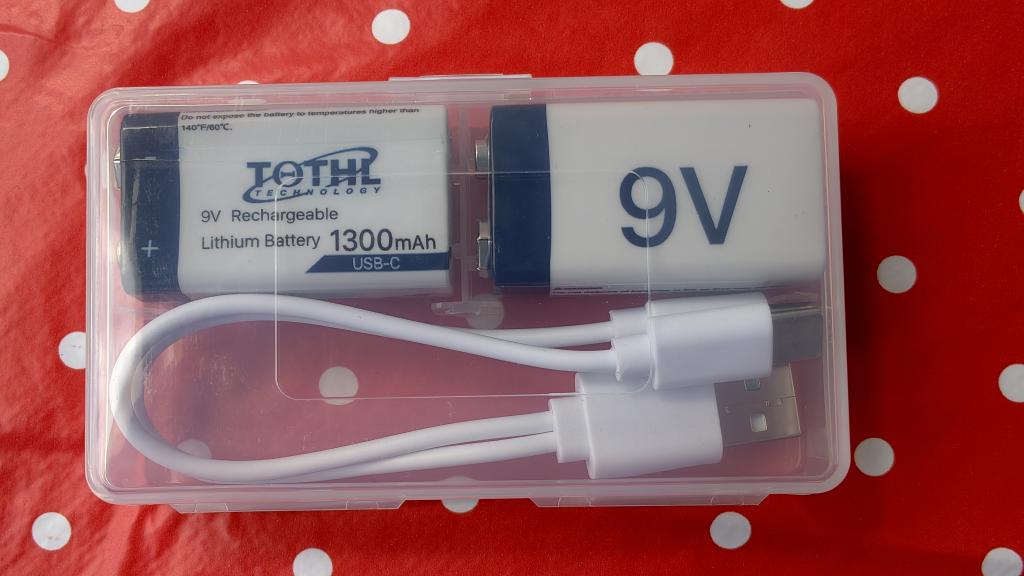 Do not expose the battery to temperatures higher than
140°F/60℃.
TOTHL
TECHNOLOGY
9V Rechargeable
Lithium Battery 1300mAh
USB-C
+
9V